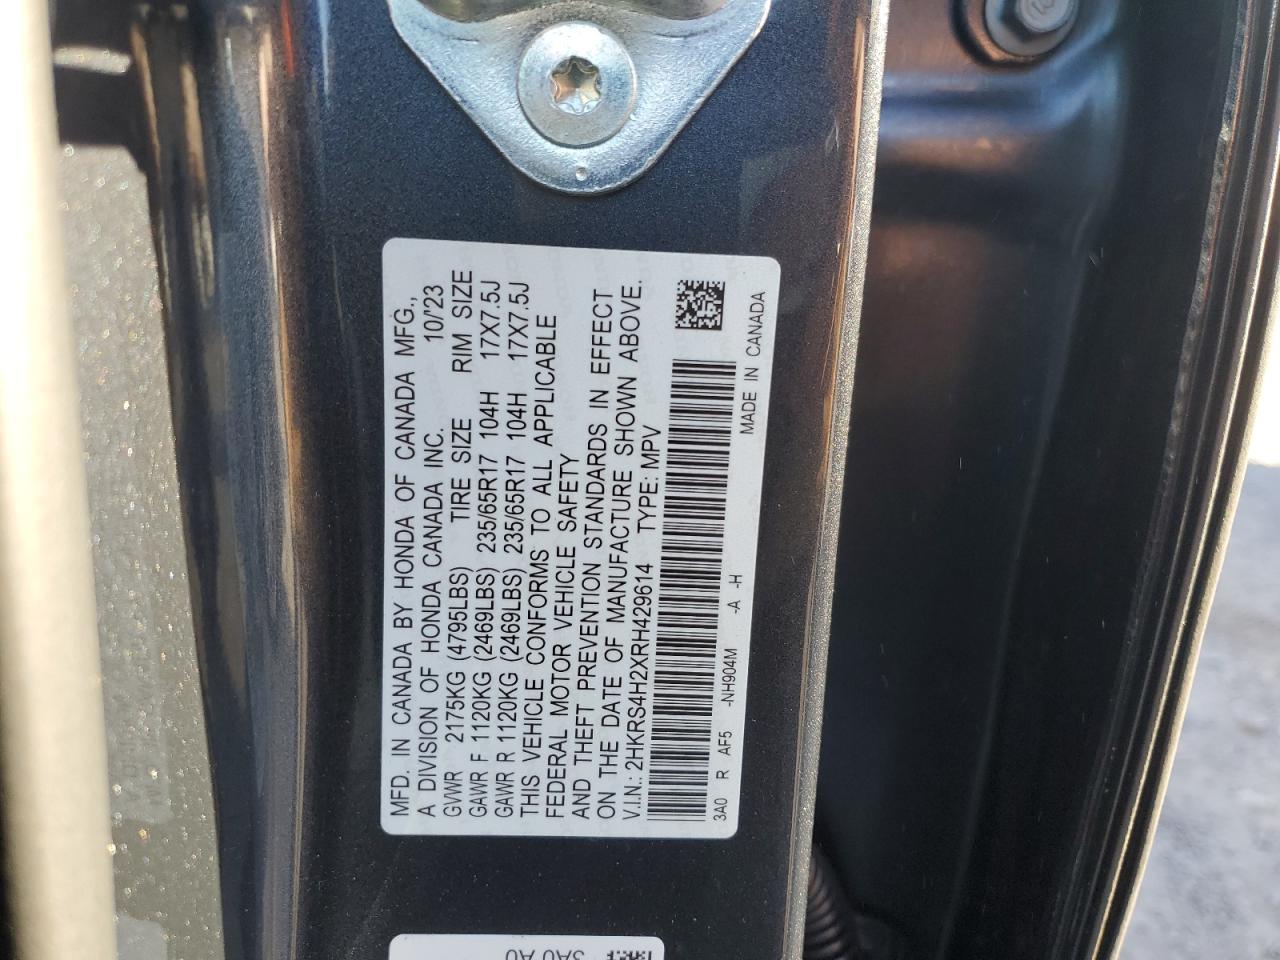 MFD. IN CANADA BY HONDA OF CANADA MFG.,
A DIVISION OF HONDA CANADA INC. 10/'23
GVWR 2175KG (4795LBS) TIRE SIZE RIM SIZE
GAWR F 1120KG (2469LBS) 235/65R17 104H 17X7.5J
GAWR R 1120KG (2469LBS) 235/65R17 104H 17X7.5J
THIS VEHICLE CONFORMS TO ALL APPLICABLE
FEDERAL MOTOR VEHICLE SAFETY
AND THEFT PREVENTION STANDARDS IN EFFECT
ON THE DATE OF MANUFACTURE SHOWN ABOVE.
V.I.N.: 2HKRS4H2XRH429614 TYPE: MPV
3A0 R AF5 -NH904M -A -H MADE IN CANADA
3A0 A0